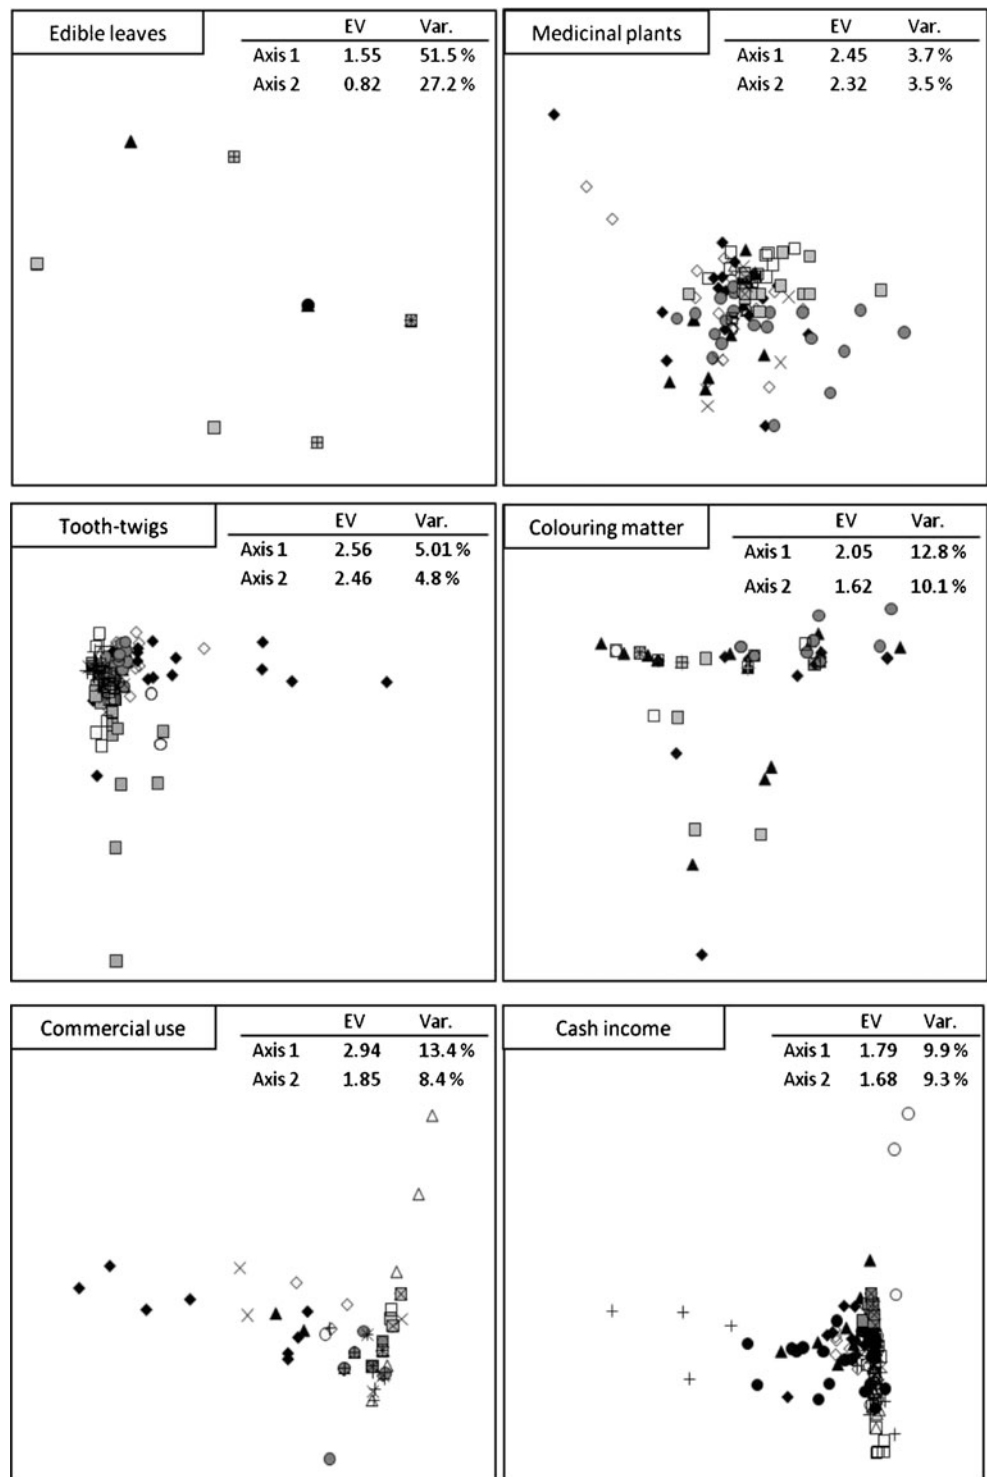 Edible leaves
EV Var.
Axis 1 1.55 51.5 %
Axis 2 0.82 27.2 %
Medicinal plants
EV Var.
Axis 1 2.45 3.7 %
Axis 2 2.32 3.5 %
Tooth-twigs
EV Var.
Axis 1 2.56 5.01 %
Axis 2 2.46 4.8 %
Colouring matter
EV Var.
Axis 1 2.05 12.8 %
Axis 2 1.62 10.1 %
Commercial use
EV Var.
Axis 1 2.94 13.4 %
Axis 2 1.85 8.4 %
Cash income
EV Var.
Axis 1 1.79 9.9 %
Axis 2 1.68 9.3 %